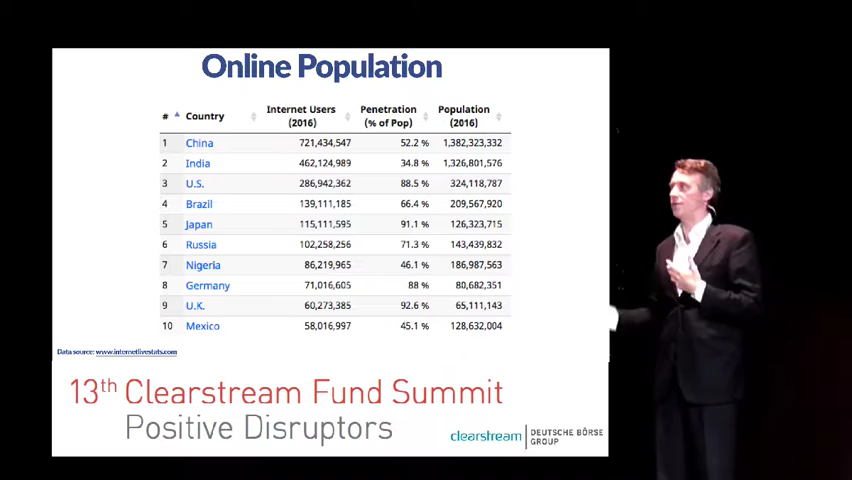 Online Population
# Country Internet Users (2016) Penetration (% of Pop) Population (2016)
1 China 721,434,547 52.2 % 1,382,323,332
2 India 462,124,989 34.8 % 1,326,801,576
3 U.S. 286,942,362 88.5 % 324,118,787
4 Brazil 139,111,185 66.4 % 209,567,920
5 Japan 115,111,595 91.1 % 126,323,715
6 Russia 102,258,256 71.3 % 143,439,832
7 Nigeria 86,219,965 46.1 % 186,987,563
8 Germany 71,016,605 88 % 80,682,351
9 U.K. 60,273,385 92.6 % 65,111,143
10 Mexico 58,016,997 45.1 % 128,632,004
Data source: www.internetlivestats.com
13th Clearstream Fund Summit
Positive Disruptors
clearstream DEUTSCHE BÖRSE
GROUP